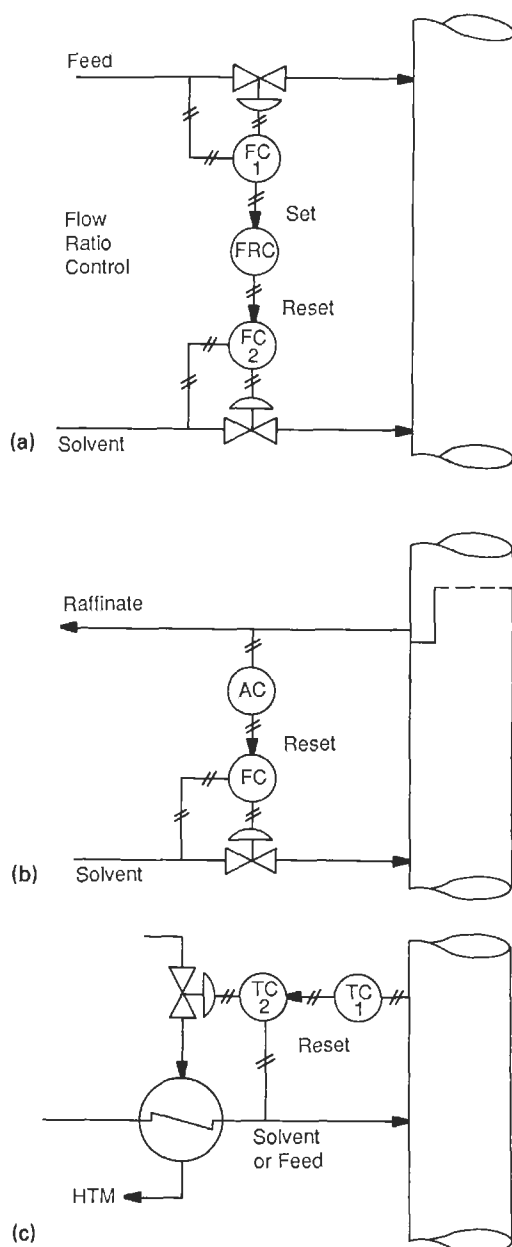 Feed
FC
1
Flow
Ratio
Control
Set
FRC
Reset
FC
2
(a)
Solvent
Raffinate
AC
Reset
FC
(b)
Solvent
TC
2
TC
1
Reset
Solvent
or Feed
HTM
(c)